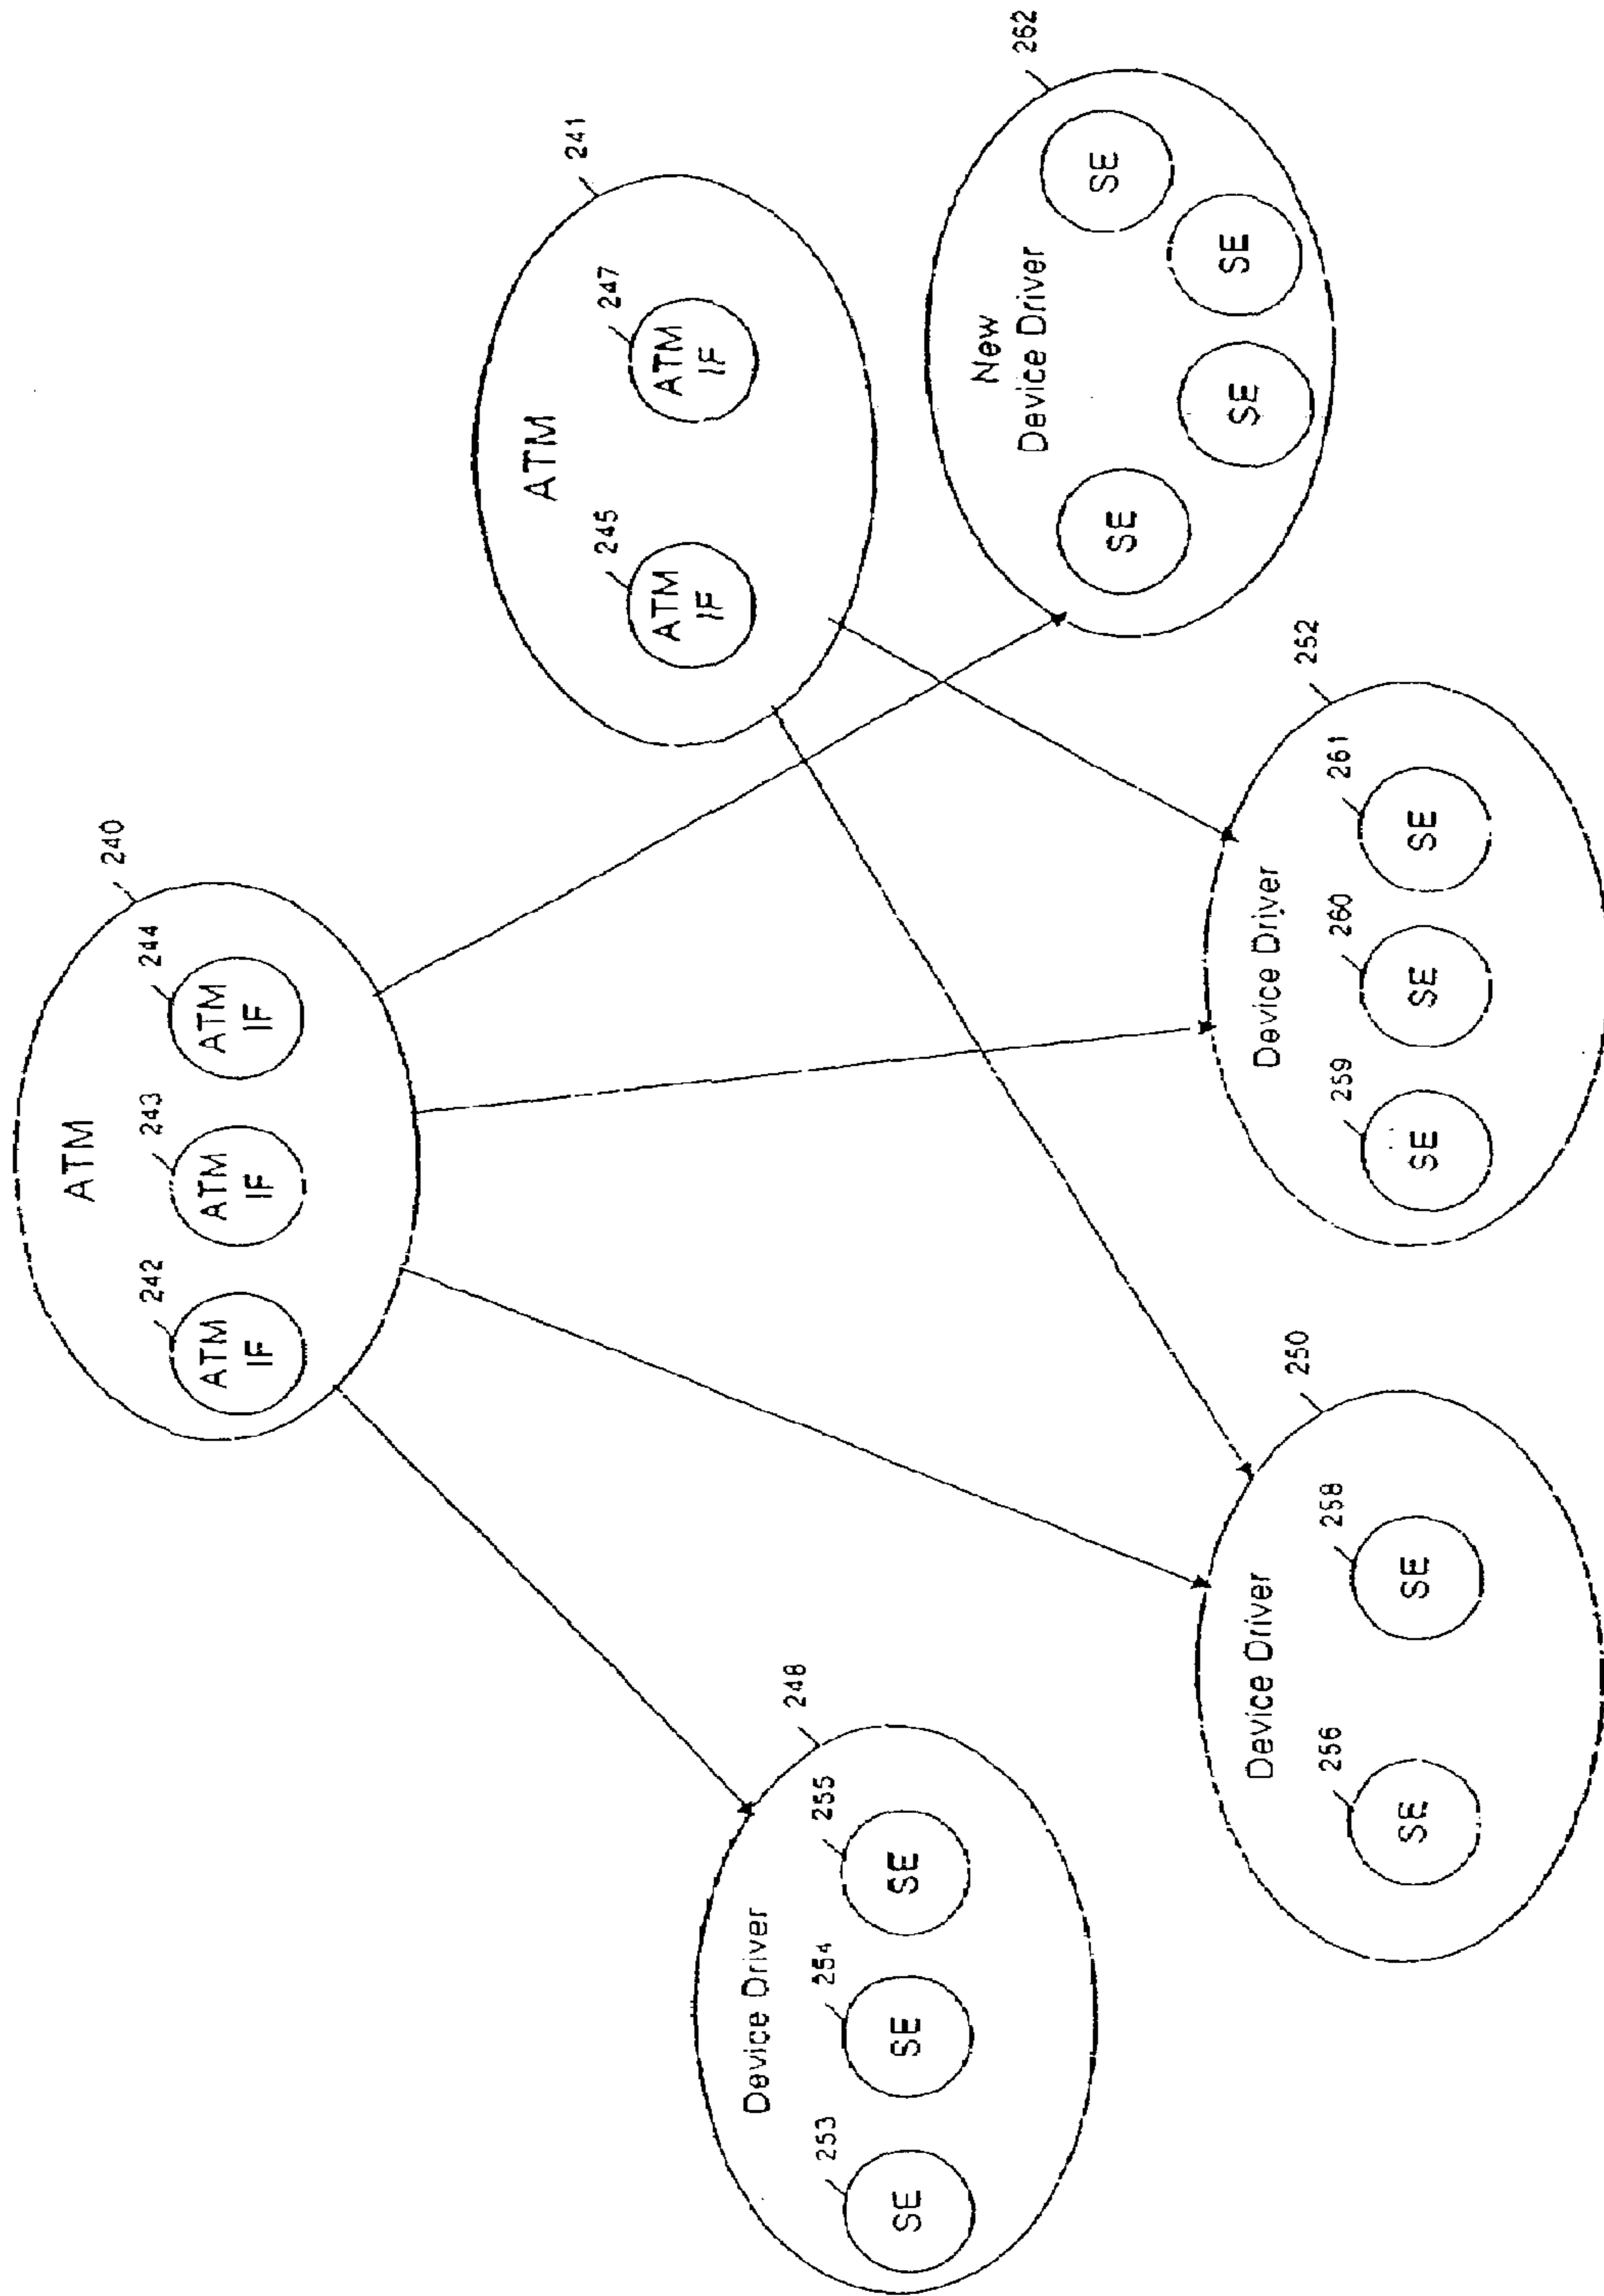 240
ATM
242
243
244
ATM
IF
ATM
IF
ATM
IF
241
ATM
245
247
ATM
IF
ATM
IF
248
Device Driver
253
254
255
SE
SE
SE
250
Device Driver
256
258
SE
SE
252
Device Driver
259
260
261
SE
SE
SE
262
New
Device Driver
SE
SE
SE
SE